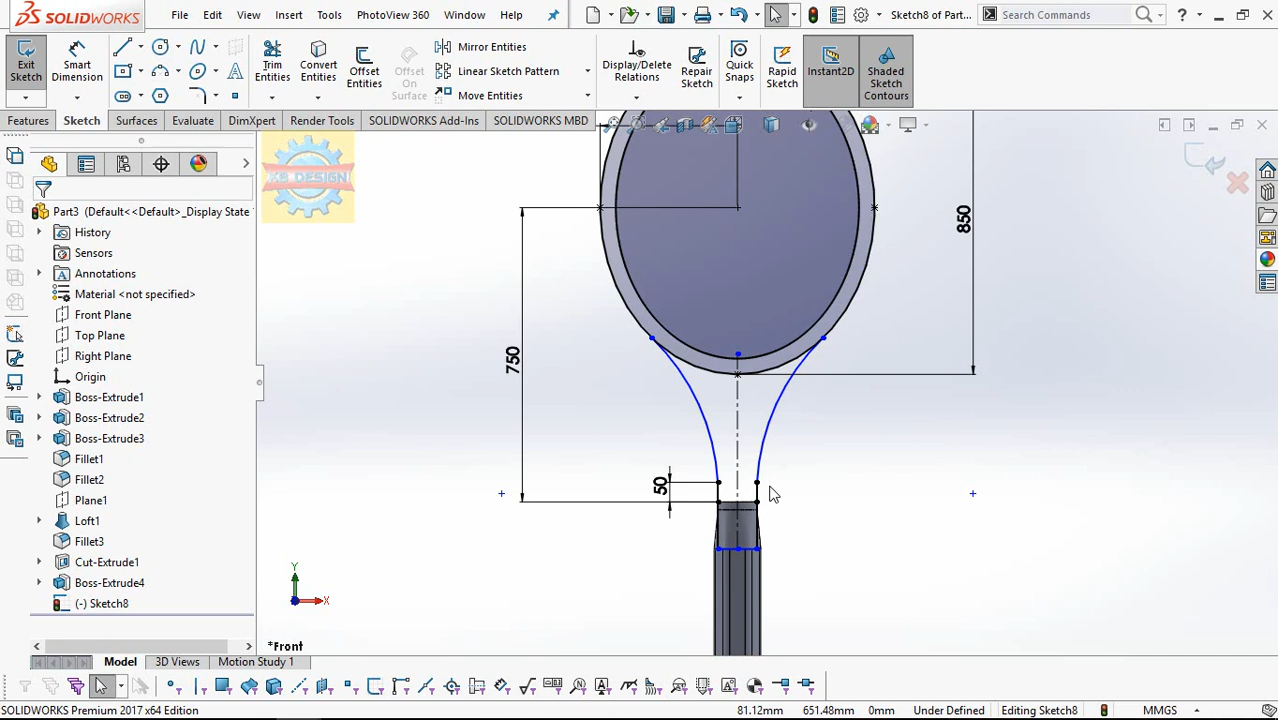 SOLIDWORKS
File Edit View Insert Tools PhotoView 360 Window Help
Sketch8 of Part...
Search Commands
Exit Sketch
Smart Dimension
Trim Entities
Convert Entities
Offset Entities
Offset On Surface
Mirror Entities
Linear Sketch Pattern
Move Entities
Display/Delete Relations
Repair Sketch
Quick Snaps
Rapid Sketch
Instant2D
Shaded Sketch Contours
Features Sketch Surfaces Evaluate DimXpert Render Tools SOLIDWORKS Add-Ins SOLIDWORKS MBD
KB DESIGN
Part3 (Default<<Default>_Display State
History
Sensors
Annotations
Material <not specified>
Front Plane
Top Plane
Right Plane
Origin
Boss-Extrude1
Boss-Extrude2
Boss-Extrude3
Fillet1
Fillet2
Plane1
Loft1
Fillet3
Cut-Extrude1
Boss-Extrude4
(-) Sketch8
850
750
50
Y
X
*Front
Model 3D Views Motion Study 1
SOLIDWORKS Premium 2017 x64 Edition
81.12mm 651.48mm 0mm Under Defined Editing Sketch8 MMGS